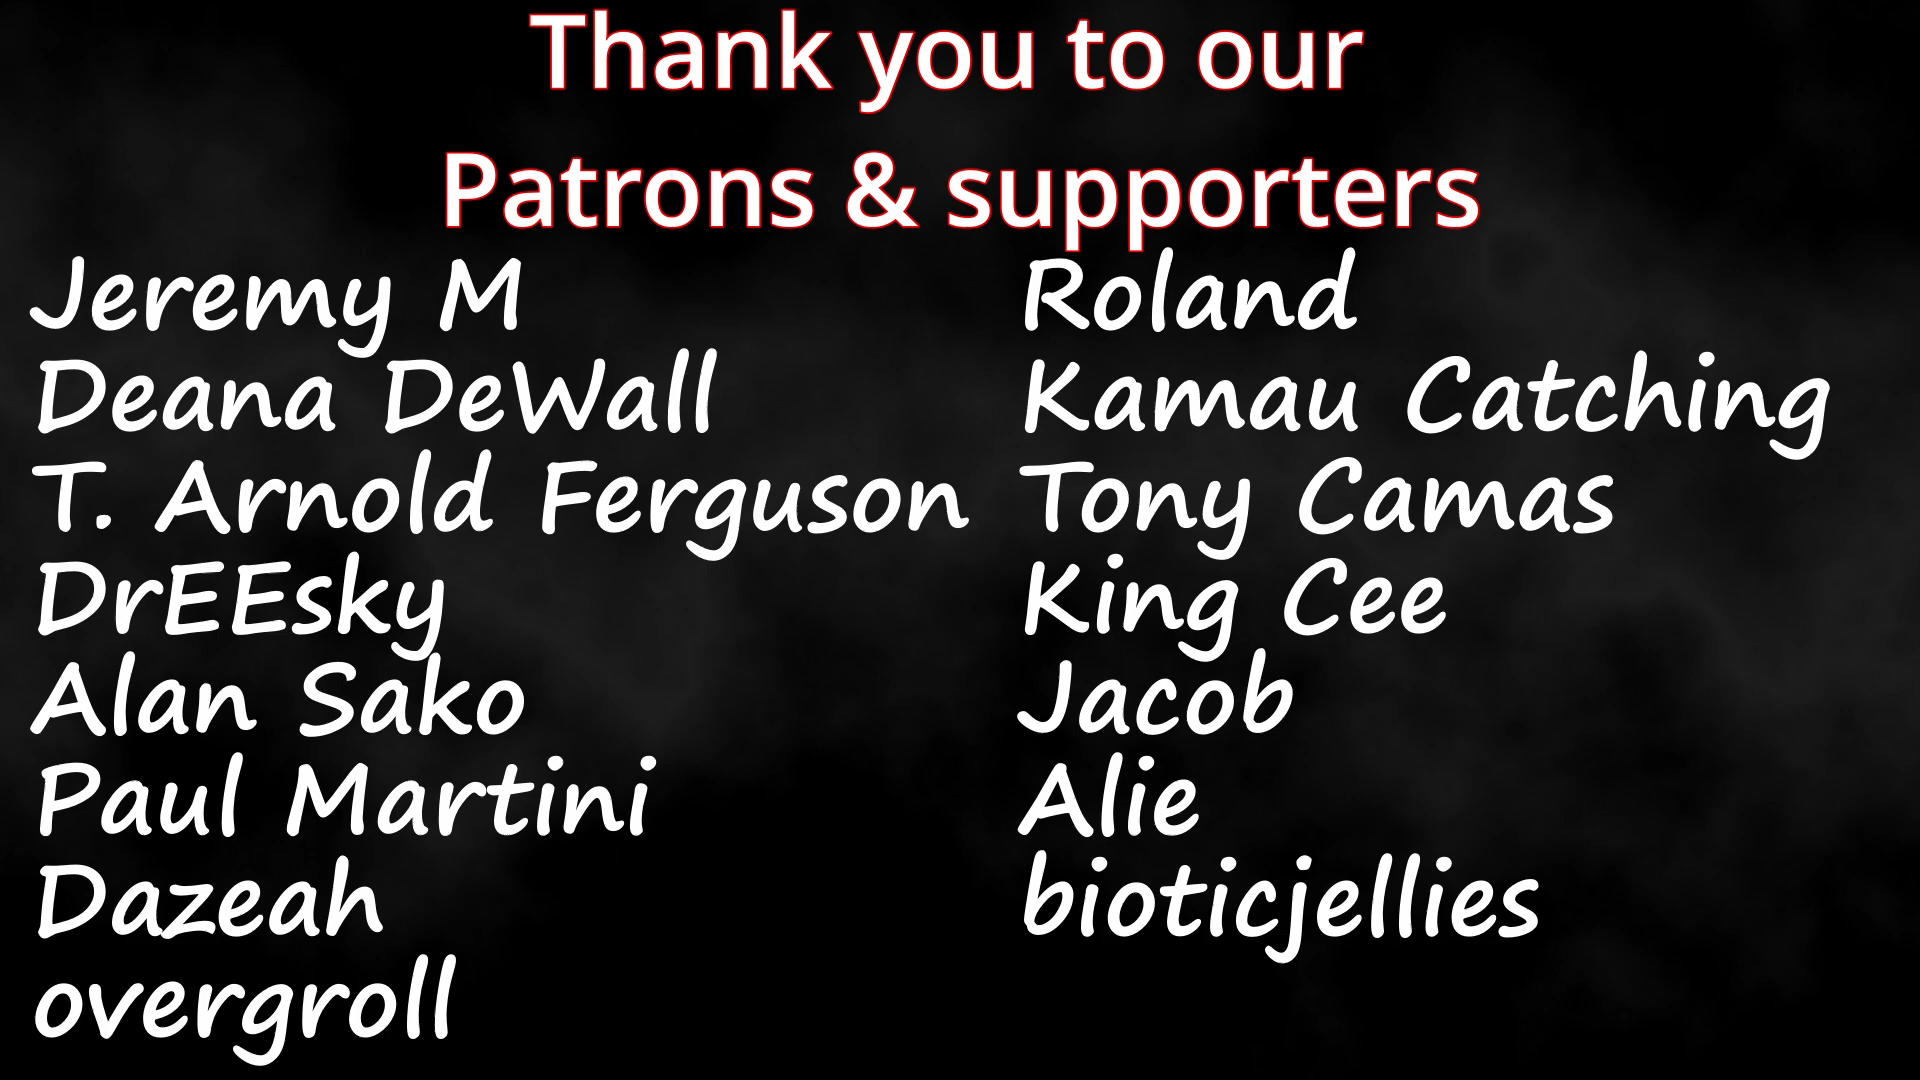 Thank you to our
Patrons & supporters
Jeremy M
Deana DeWall
T. Arnold Ferguson
DrEEsky
Alan Sako
Paul Martini
Dazeah
overgroll
Roland
Kamau Catching
Tony Camas
King Cee
Jacob
Alie
bioticjellies